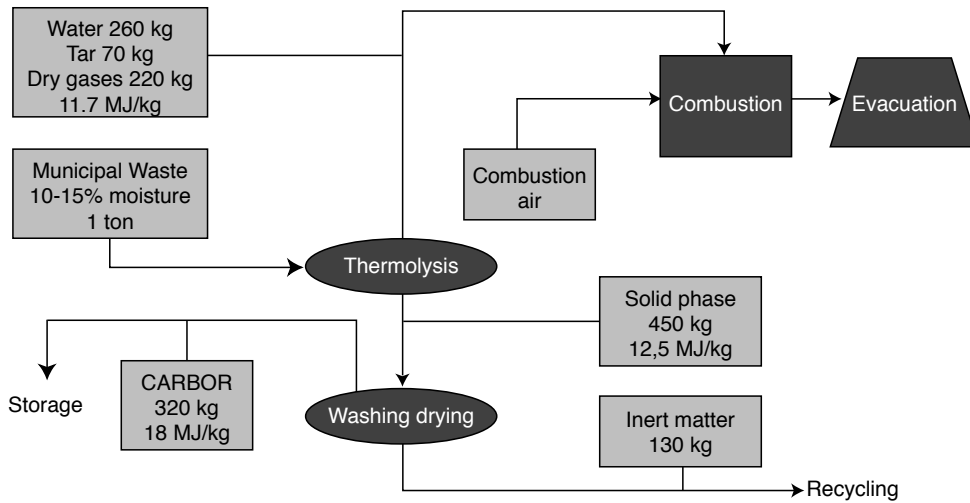 Water 260 kg
Tar 70 kg
Dry gases 220 kg
11.7 MJ/kg
Combustion
Evacuation
Municipal Waste
10-15% moisture
1 ton
Combustion
air
Thermolysis
Solid phase
450 kg
12,5 MJ/kg
CARBOR
320 kg
18 MJ/kg
Storage
Washing drying
Inert matter
130 kg
Recycling